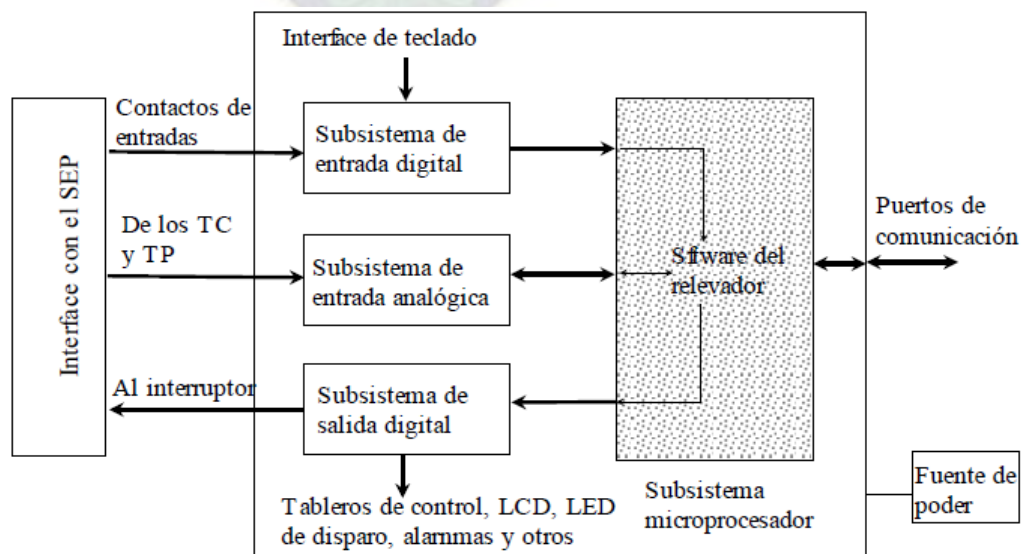 Interface de teclado
Contactos de
entradas
Subsistema de
entrada digital
De los TC
y TP
Interface con el SEP
Subsistema de
entrada analógica
Sftware del
relevador
Puertos de
comunicación
Al interruptor
Subsistema de
salida digital
Fuente de
poder
Subsistema
microprocesador
Tableros de control, LCD, LED
de disparo, alarnmas y otros